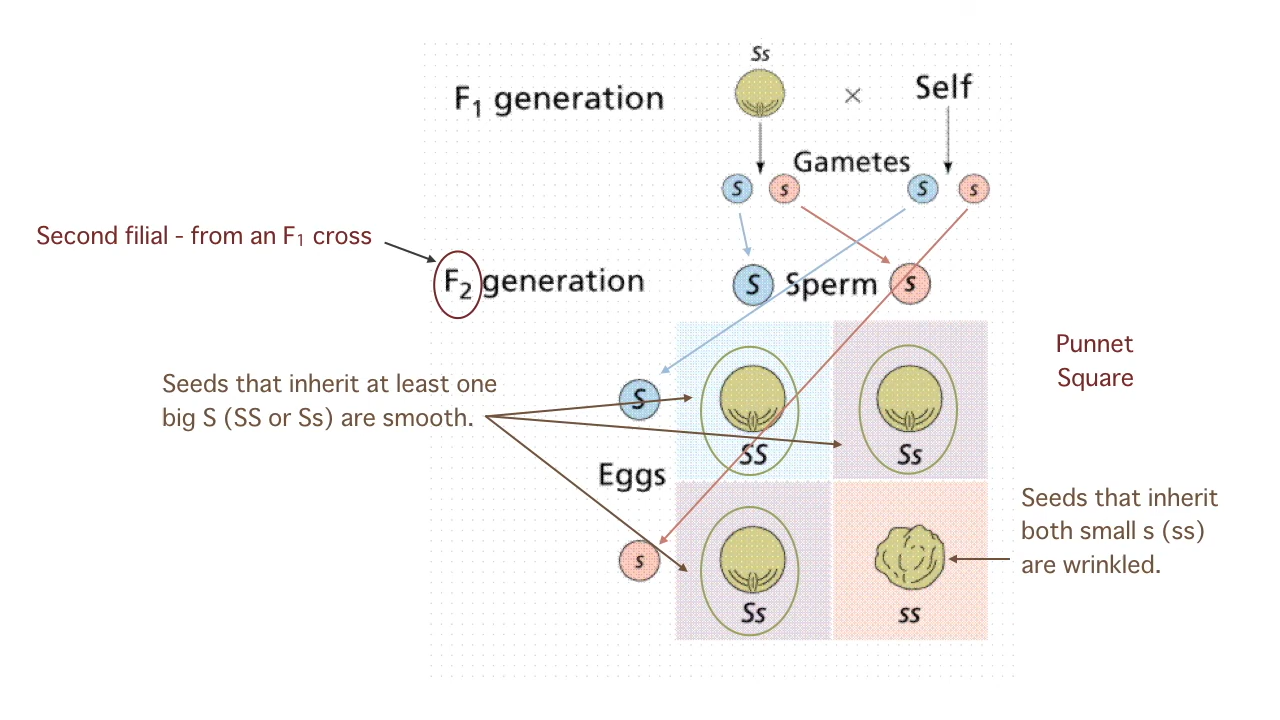 Ss
F₁ generation × Self
Gametes
S s S s
Second filial - from an F₁ cross
F₂ generation
S Sperm s
Punnet
Square
Seeds that inherit at least one
big S (SS or Ss) are smooth.
S
SS Ss
Eggs
Seeds that inherit
both small s (ss)
are wrinkled.
s
Ss ss